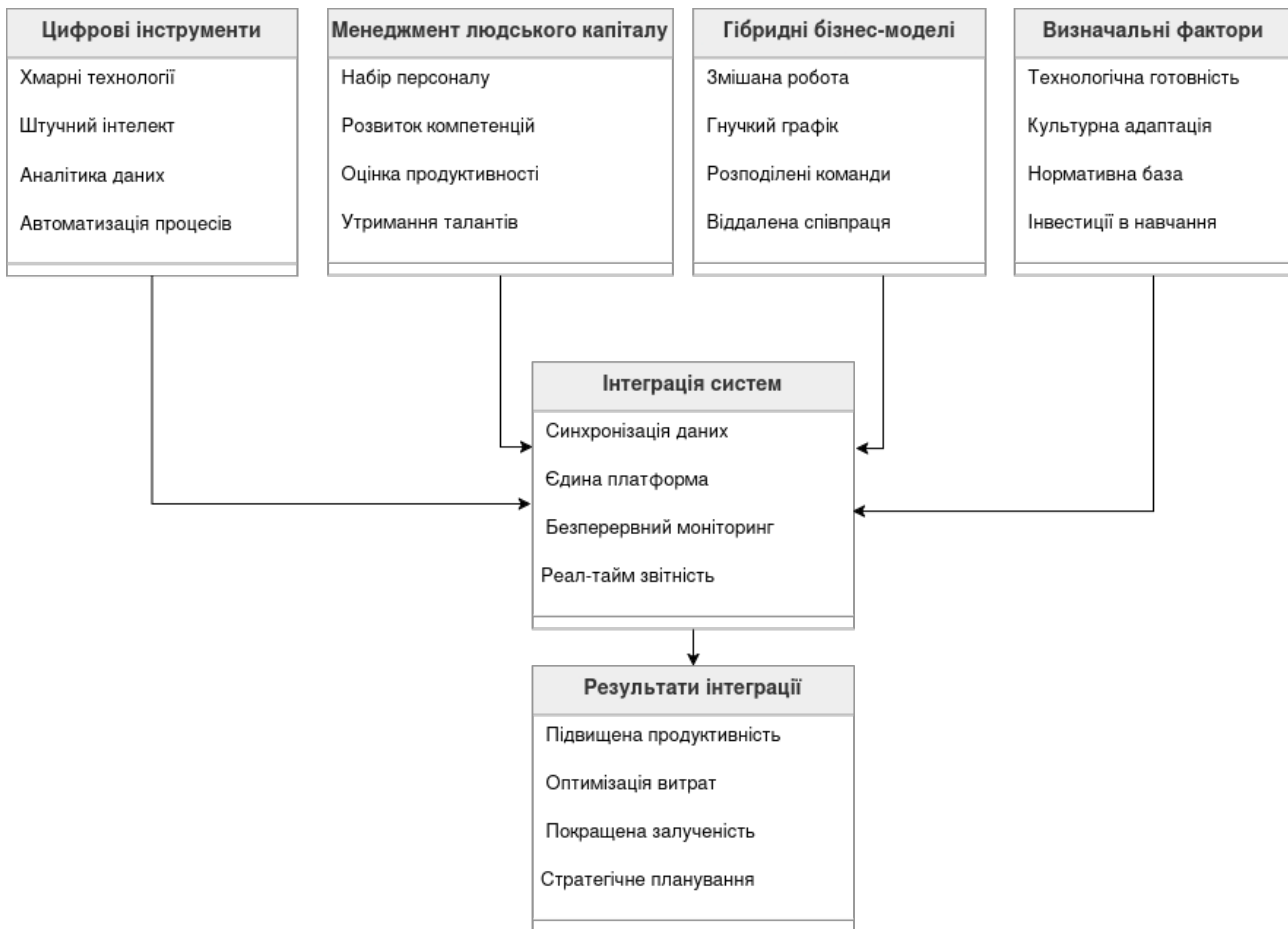 Цифрові інструменти
Хмарні технології
Штучний інтелект
Аналітика даних
Автоматизація процесів
Менеджмент людського капіталу
Набір персоналу
Розвиток компетенцій
Оцінка продуктивності
Утримання талантів
Гібридні бізнес-моделі
Змішана робота
Гнучкий графік
Розподілені команди
Віддалена співпраця
Визначальні фактори
Технологічна готовність
Культурна адаптація
Нормативна база
Інвестиції в навчання
Інтеграція систем
Синхронізація даних
Єдина платформа
Безперервний моніторинг
Реал-тайм звітність
Результати інтеграції
Підвищена продуктивність
Оптимізація витрат
Покращена залученість
Стратегічне планування